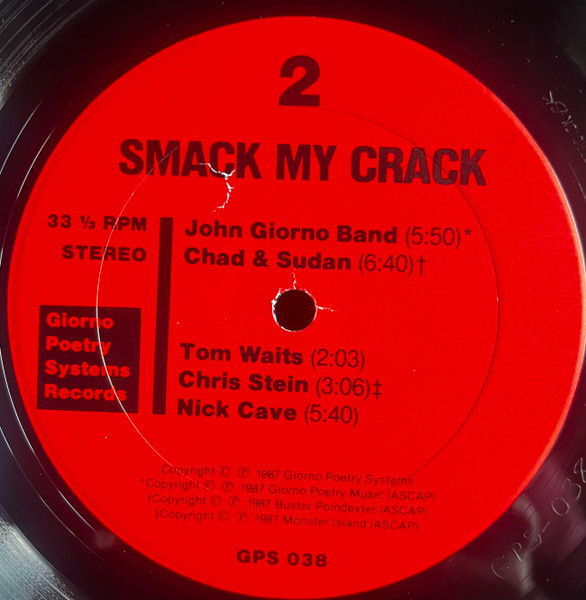 2
SMACK MY CRACK
33 ⅓ RPM
STEREO
John Giorno Band (5:50)*
Chad & Sudan (6:40)†
Tom Waits (2:03)
Chris Stein (3:06)‡
Nick Cave (5:40)
Giorno
Poetry
Systems
Records
Copyright © ℗ 1987 Giorno Poetry Systems
*Copyright © ℗ 1987 Giorno Poetry Music (ASCAP)
†Copyright © ℗ 1987 Buster Poindexter (ASCAP)
‡Copyright © ℗ 1987 Monster Island (ASCAP)
GPS 038
GPS-038